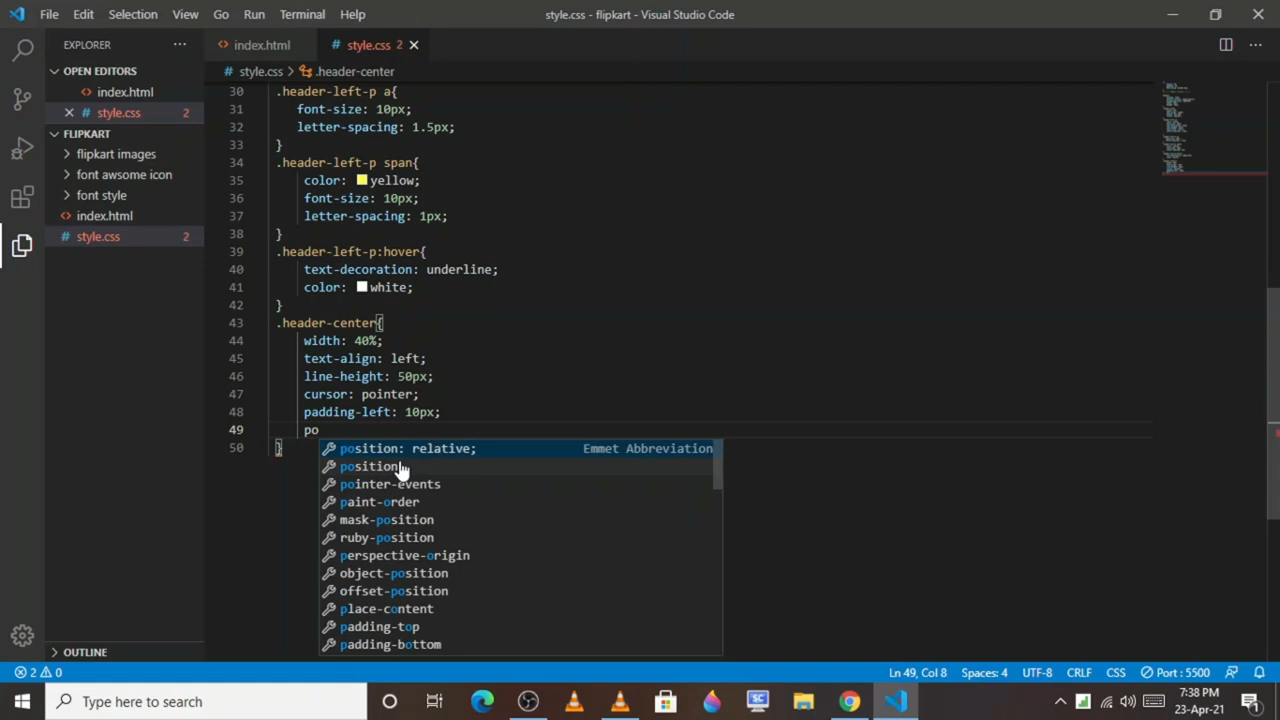 File Edit Selection View Go Run Terminal Help
style.css - flipkart - Visual Studio Code
EXPLORER
index.html
style.css 2
style.css > .header-center
OPEN EDITORS
index.html
style.css 2
FLIPKART
flipkart images
font awsome icon
font style
index.html
style.css 2
30 .header-left-p a{
31 font-size: 10px;
32 letter-spacing: 1.5px;
33 }
34 .header-left-p span{
35 color: yellow;
36 font-size: 10px;
37 letter-spacing: 1px;
38 }
39 .header-left-p:hover{
40 text-decoration: underline;
41 color: white;
42 }
43 .header-center{
44 width: 40%;
45 text-align: left;
46 line-height: 50px;
47 cursor: pointer;
48 padding-left: 10px;
49 po
50 }
position: relative; Emmet Abbreviation
position
pointer-events
paint-order
mask-position
ruby-position
perspective-origin
object-position
offset-position
place-content
padding-top
padding-bottom
OUTLINE
2 0
Ln 49, Col 8 Spaces: 4 UTF-8 CRLF CSS Port : 5500
Type here to search
7:38 PM
23-Apr-21
1